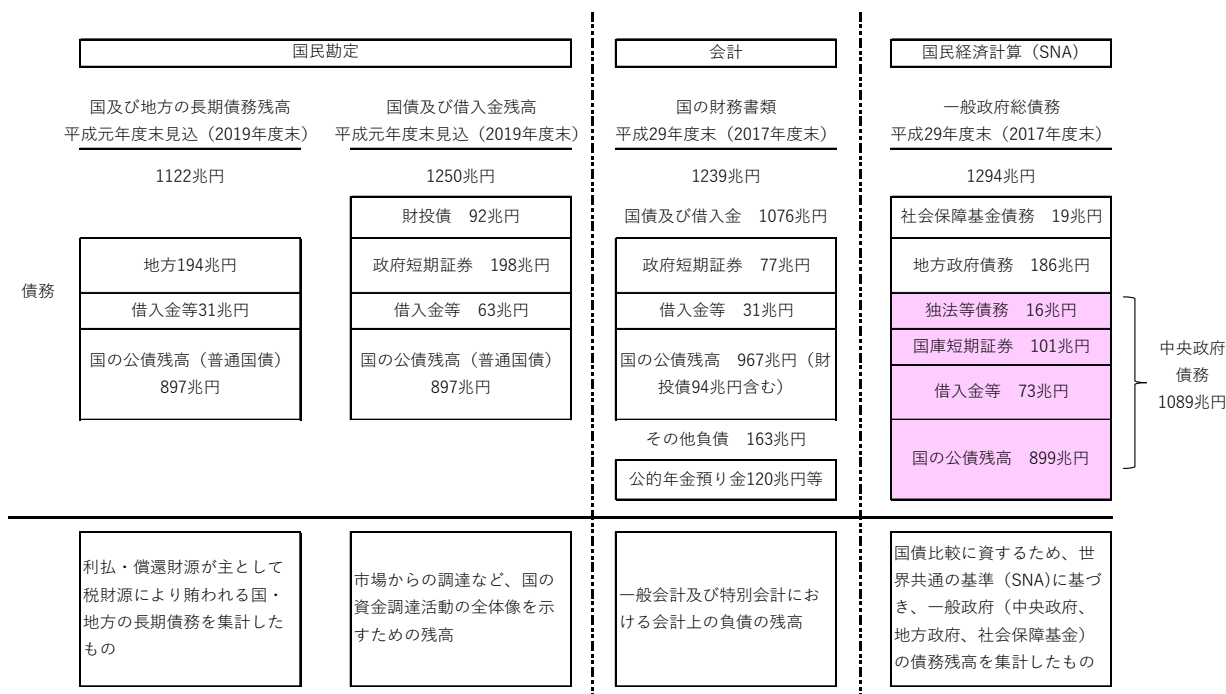 国民勘定
会計
国民経済計算（SNA）
国及び地方の長期債務残高
平成元年度末見込（2019年度末）
国債及び借入金残高
平成元年度末見込（2019年度末）
国の財務書類
平成29年度末（2017年度末）
一般政府総債務
平成29年度末（2017年度末）
1122兆円
1250兆円
1239兆円
1294兆円
債務
地方194兆円
借入金等31兆円
国の公債残高（普通国債）
897兆円
財投債　92兆円
政府短期証券　198兆円
借入金等　63兆円
国の公債残高（普通国債）
897兆円
国債及び借入金　1076兆円
政府短期証券　77兆円
借入金等　31兆円
国の公債残高　967兆円（財
投債94兆円含む）
その他負債　163兆円
公的年金預り金120兆円等
社会保障基金債務　19兆円
地方政府債務　186兆円
独法等債務　16兆円
国庫短期証券　101兆円
借入金等　73兆円
国の公債残高　899兆円
中央政府
債務
1089兆円
利払・償還財源が主として
税財源により賄われる国・
地方の長期債務を集計した
もの
市場からの調達など、国の
資金調達活動の全体像を示
すための残高
一般会計及び特別会計にお
ける会計上の負債の残高
国債比較に資するため、世
界共通の基準（SNA)に基づ
き、一般政府（中央政府、
地方政府、社会保障基金）
の債務残高を集計したもの